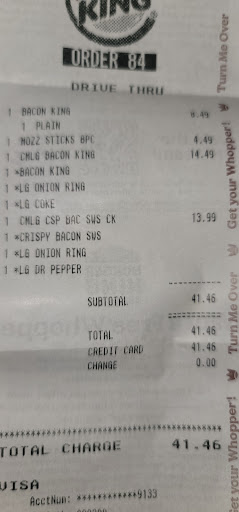 KING
ORDER 84
DRIVE THRU
1 BACON KING 8.49
1 PLAIN
1 MOZZ STICKS 8PC 4.49
1 CMLG BACON KING 14.49
1 *BACON KING
1 *LG ONION RING
1 *LG COKE
1 CMLG CSP BAC SWS CK 13.99
1 *CRISPY BACON SWS
1 *LG ONION RING
1 *LG DR PEPPER
SUBTOTAL 41.46
TOTAL 41.46
CREDIT CARD 41.46
CHANGE 0.00
TOTAL CHARGE 41.46
VISA
AcctNum: ************9133
Turn Me Over
Get your Whopper!
Turn Me Over
Get your Whopper!